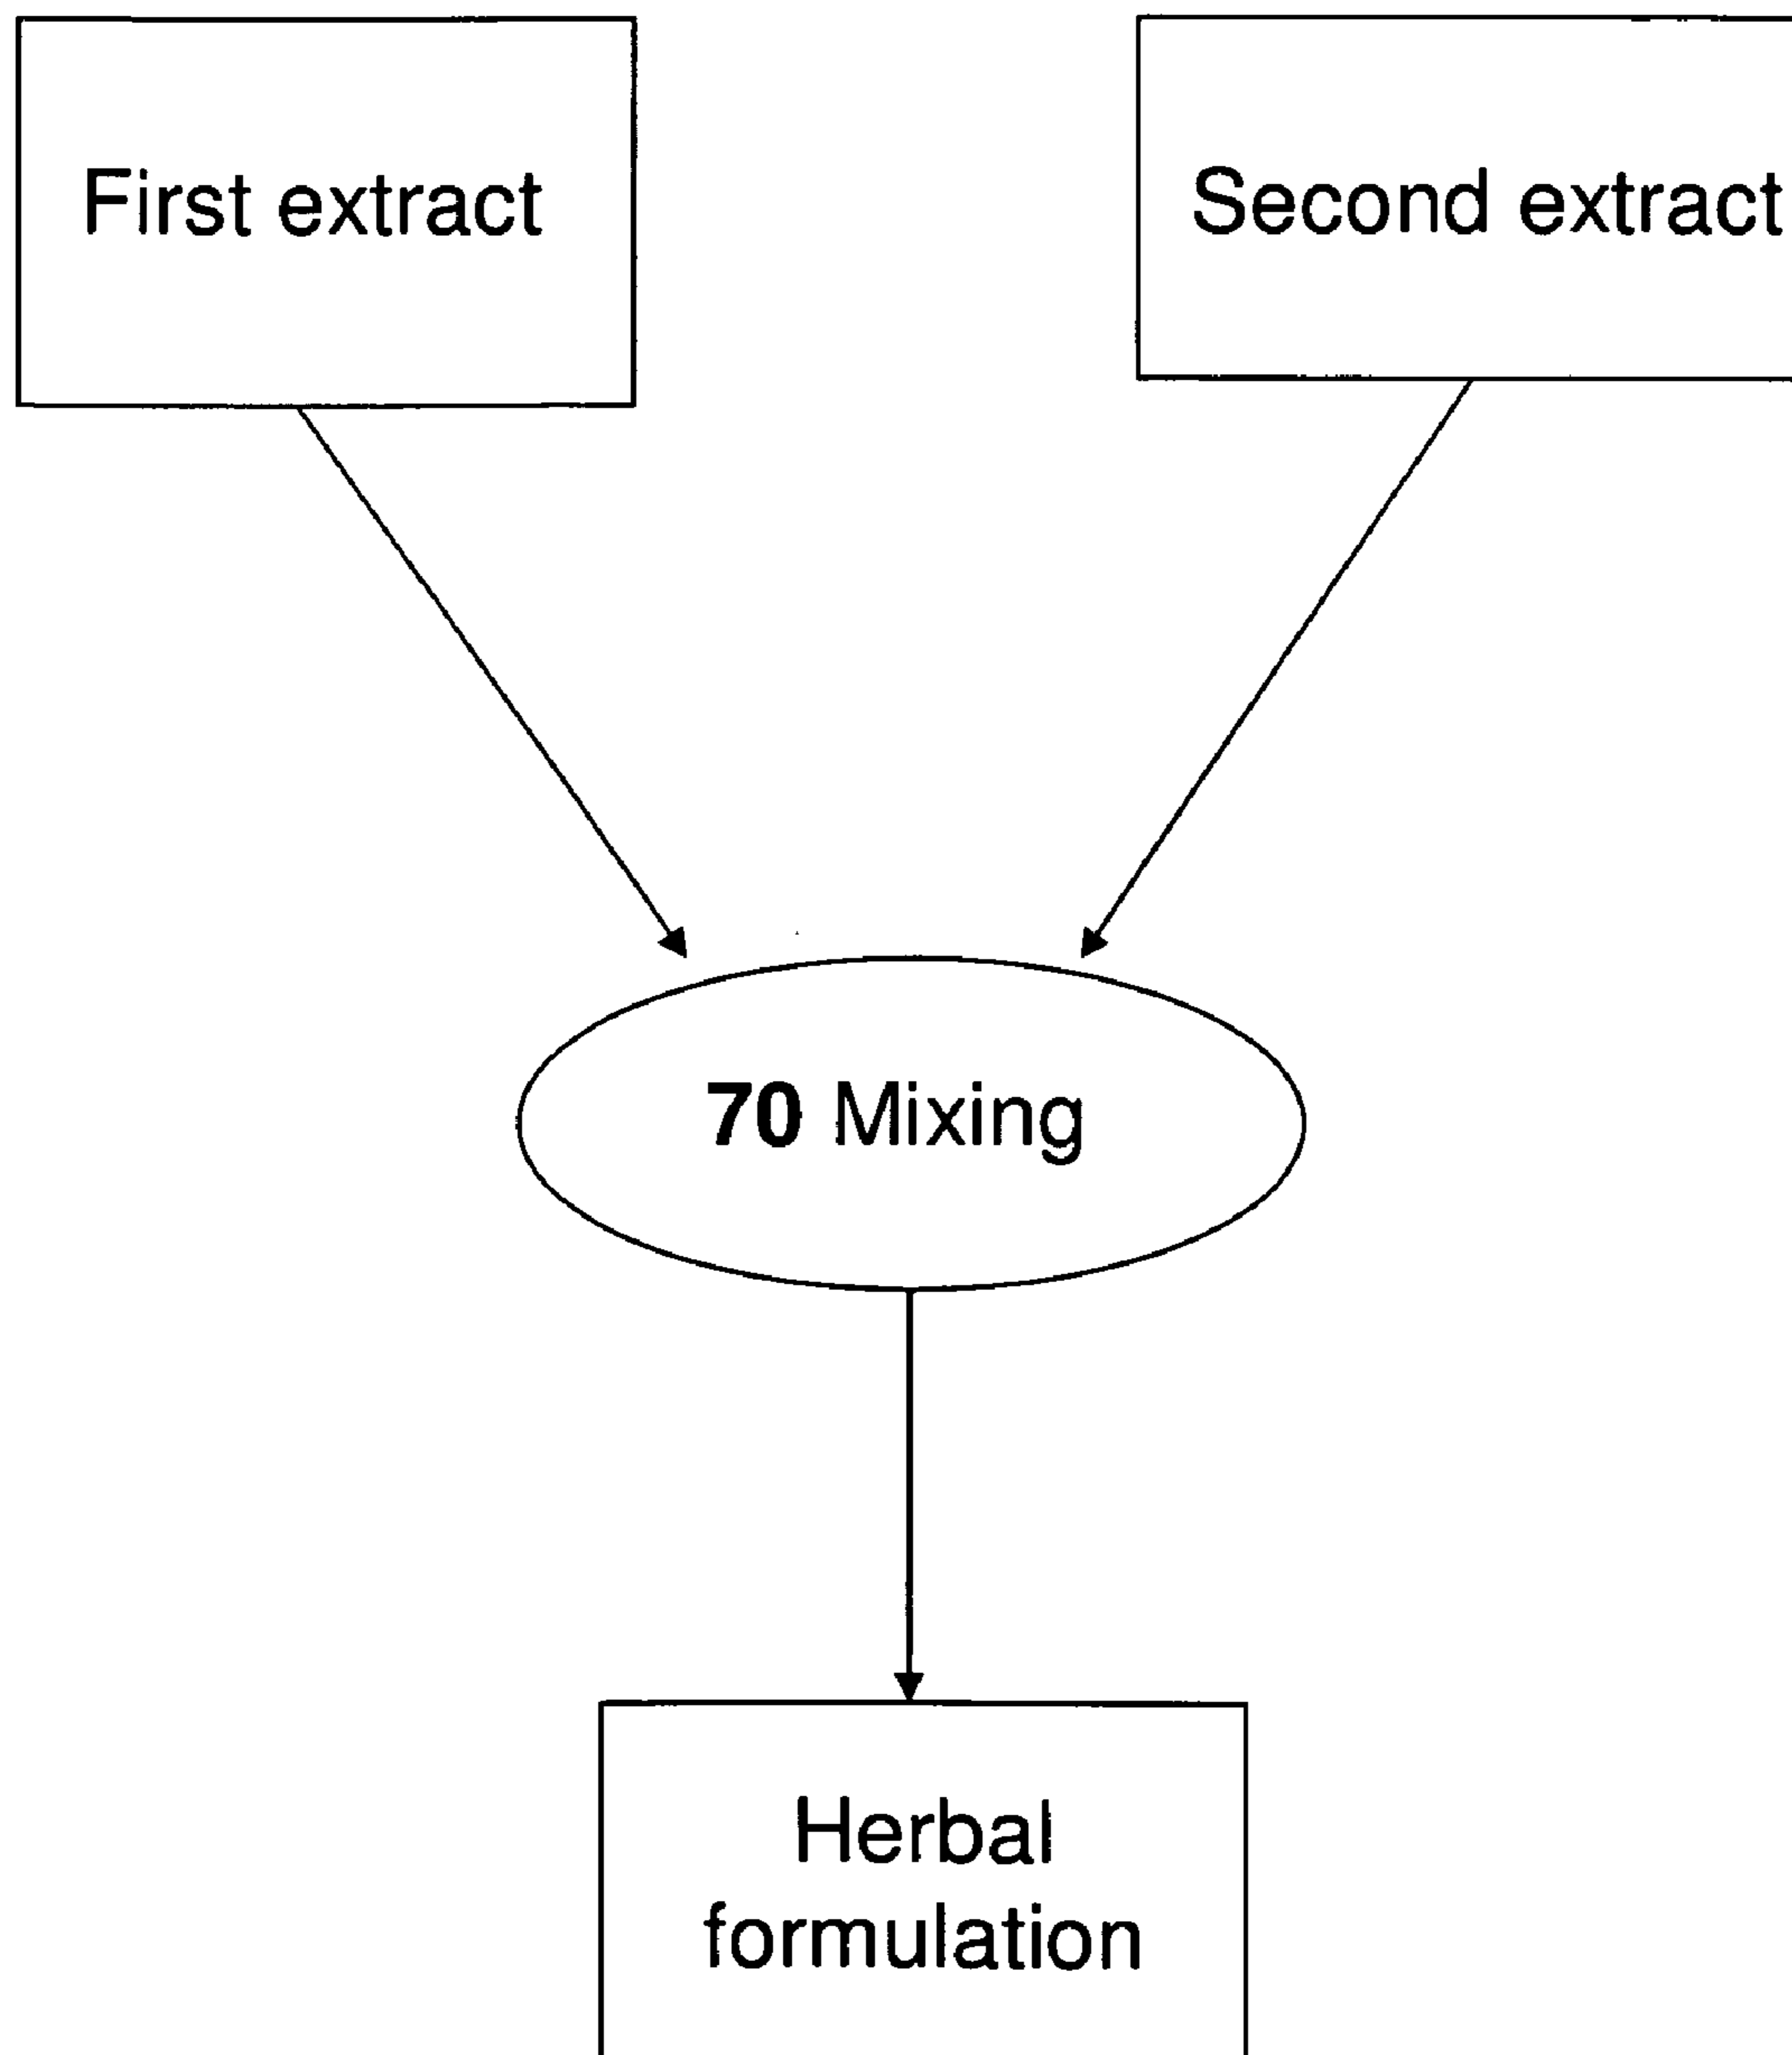 First extract
Second extract
70 Mixing
Herbal
formulation